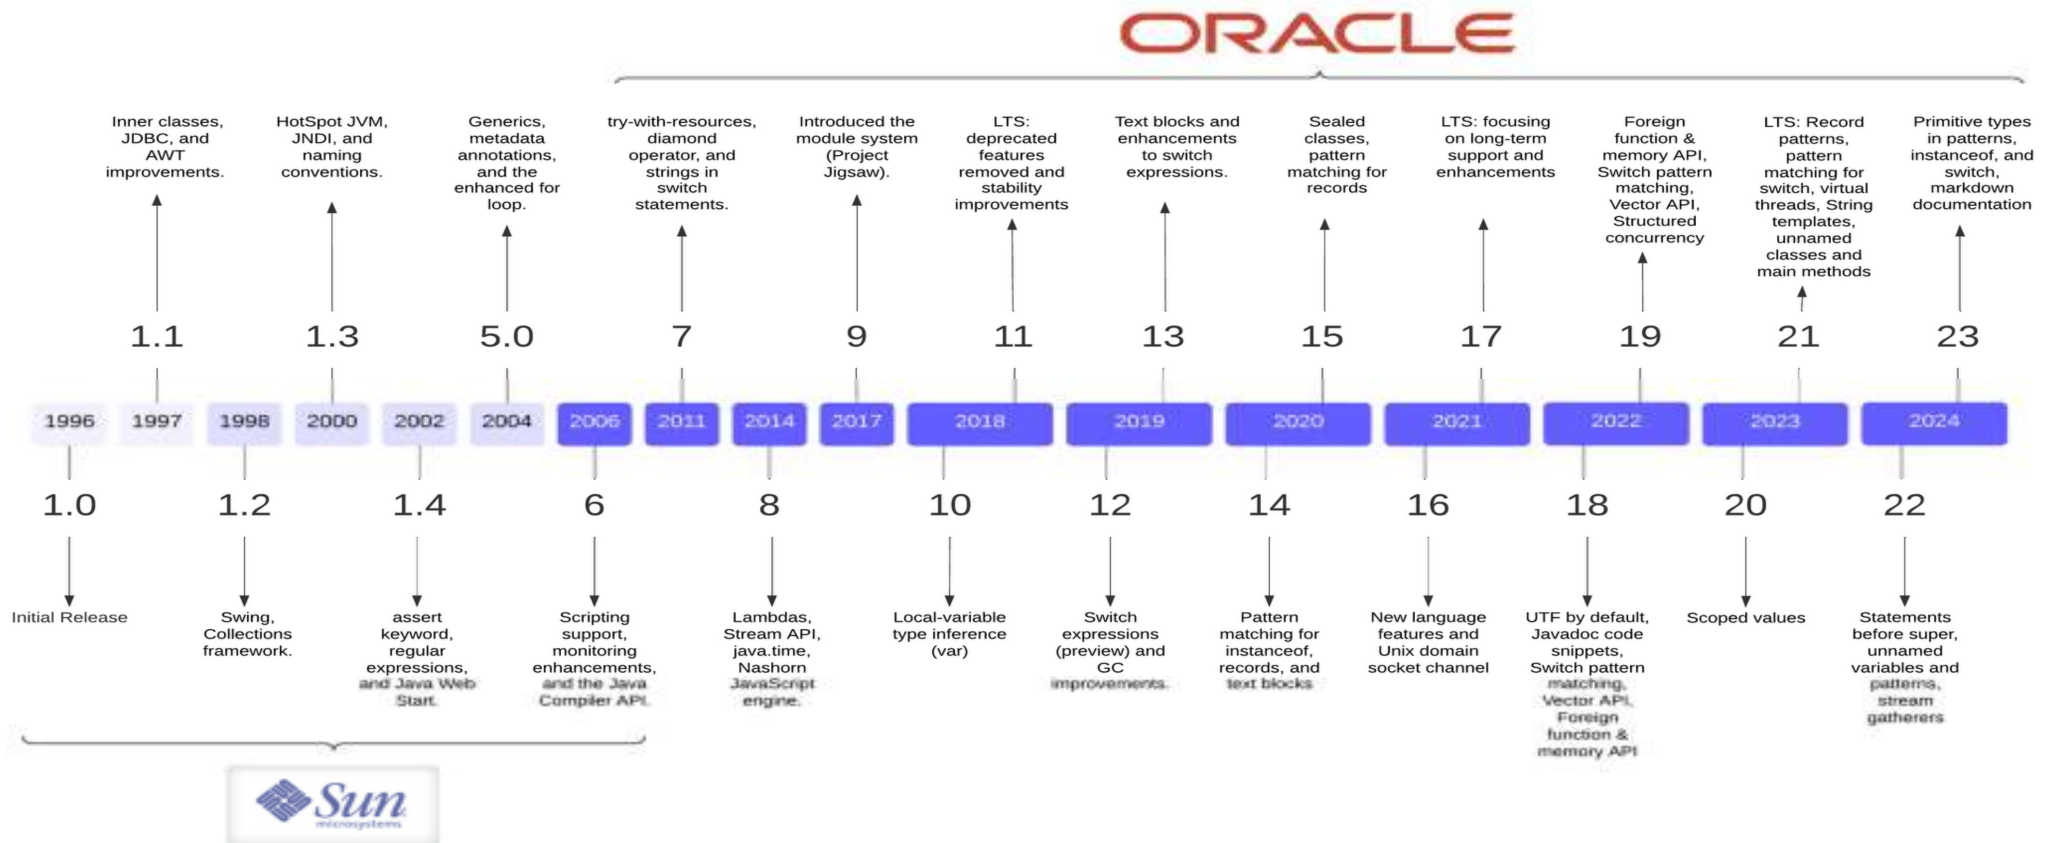 ORACLE
Inner classes,
JDBC, and
AWT
improvements.
HotSpot JVM,
JNDI, and
naming
conventions.
Generics,
metadata
annotations,
and the
enhanced for
loop.
try-with-resources,
diamond
operator, and
strings in
switch
statements.
Introduced the
module system
(Project
Jigsaw).
LTS:
deprecated
features
removed and
stability
improvements
Text blocks and
enhancements
to switch
expressions.
Sealed
classes,
pattern
matching for
records
LTS: focusing
on long-term
support and
enhancements
Foreign
function &
memory API,
Switch pattern
matching,
Vector API,
Structured
concurrency
LTS: Record
patterns,
pattern
matching for
switch, virtual
threads, String
templates,
unnamed
classes and
main methods
Primitive types
in patterns,
instanceof, and
switch,
markdown
documentation
1.1
1.3
5.0
7
9
11
13
15
17
19
21
23
1996
1997
1998
2000
2002
2004
2006
2011
2014
2017
2018
2019
2020
2021
2022
2023
2024
1.0
1.2
1.4
6
8
10
12
14
16
18
20
22
Initial Release
Swing,
Collections
framework.
assert
keyword,
regular
expressions,
and Java Web
Start.
Scripting
support,
monitoring
enhancements,
and the Java
Compiler API.
Lambdas,
Stream API,
java.time,
Nashorn
JavaScript
engine.
Local-variable
type inference
(var)
Switch
expressions
(preview) and
GC
improvements.
Pattern
matching for
instanceof,
records, and
text blocks
New language
features and
Unix domain
socket channel
UTF by default,
Javadoc code
snippets,
Switch pattern
matching,
Vector API,
Foreign
function &
memory API
Scoped values
Statements
before super,
unnamed
variables and
patterns,
stream
gatherers
Sun
microsystems